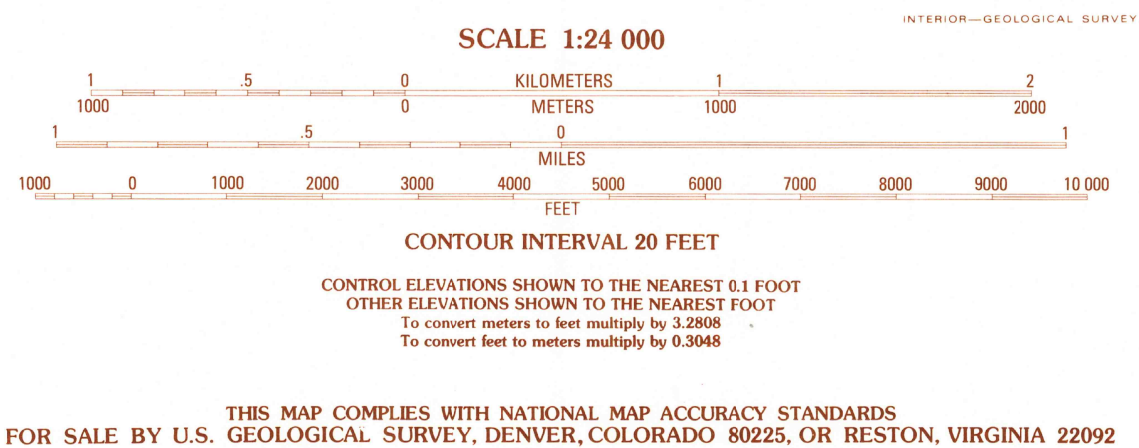 INTERIOR—GEOLOGICAL SURVEY
SCALE 1:24 000
1 .5 0 KILOMETERS 1 2
1000 0 METERS 1000 2000
1 .5 0 1
MILES
1000 0 1000 2000 3000 4000 5000 6000 7000 8000 9000 10 000
FEET
CONTOUR INTERVAL 20 FEET
CONTROL ELEVATIONS SHOWN TO THE NEAREST 0.1 FOOT
OTHER ELEVATIONS SHOWN TO THE NEAREST FOOT
To convert meters to feet multiply by 3.2808
To convert feet to meters multiply by 0.3048
THIS MAP COMPLIES WITH NATIONAL MAP ACCURACY STANDARDS
FOR SALE BY U.S. GEOLOGICAL SURVEY, DENVER, COLORADO 80225, OR RESTON, VIRGINIA 22092